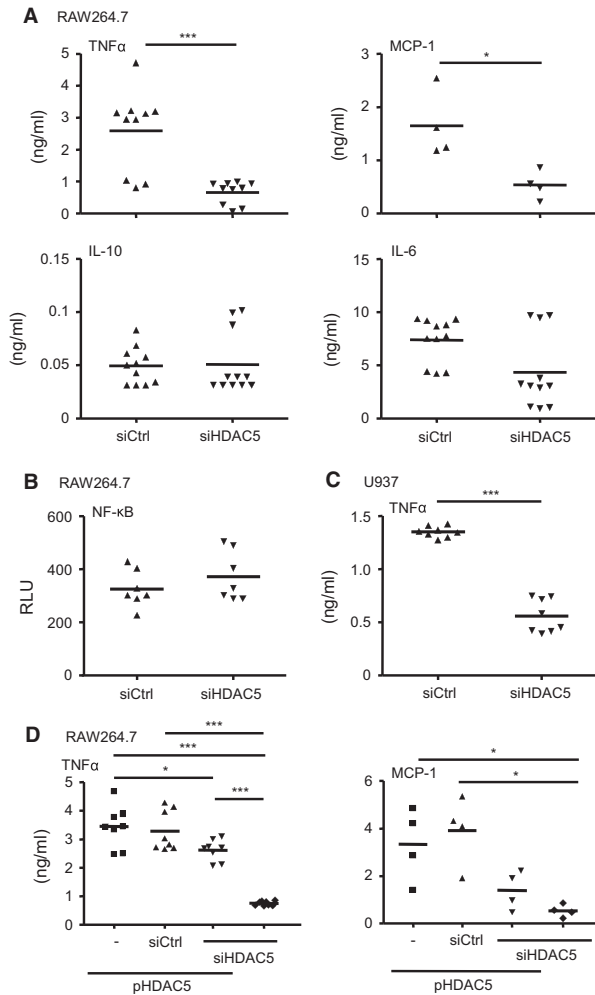 A RAW264.7
TNFα
***
5
4
3
2
1
0
(ng/ml)
MCP-1
*
3
2
1
0
(ng/ml)
IL-10
0.15
0.1
0.05
0
(ng/ml)
siCtrl siHDAC5
IL-6
15
10
5
0
(ng/ml)
siCtrl siHDAC5
B RAW264.7
NF-κB
600
400
200
0
RLU
siCtrl siHDAC5
C U937
TNFα
***
1.5
1.0
0.5
0.0
(ng/ml)
siCtrl siHDAC5
D RAW264.7
TNFα
***
***
*
***
5
4
3
2
1
0
(ng/ml)
- siCtrl siHDAC5
pHDAC5
MCP-1
*
*
6
4
2
0
- siCtrl siHDAC5
pHDAC5